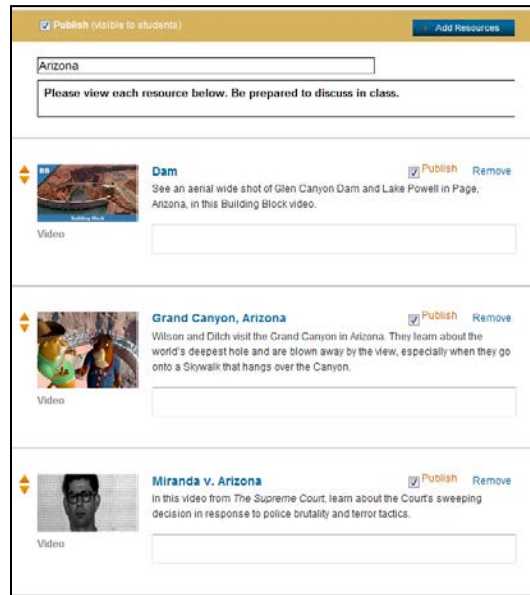 Publish (visible to students)
+ Add Resources
Arizona
Please view each resource below. Be prepared to discuss in class.
BB
Building Block
Video
Dam
Publish Remove
See an aerial wide shot of Glen Canyon Dam and Lake Powell in Page,
Arizona, in this Building Block video.
Grand Canyon, Arizona
Publish Remove
Wilson and Ditch visit the Grand Canyon in Arizona. They learn about the
world's deepest hole and are blown away by the view, especially when they go
onto a Skywalk that hangs over the Canyon.
Video
Miranda v. Arizona
Publish Remove
In this video from The Supreme Court, learn about the Court's sweeping
decision in response to police brutality and terror tactics.
Video